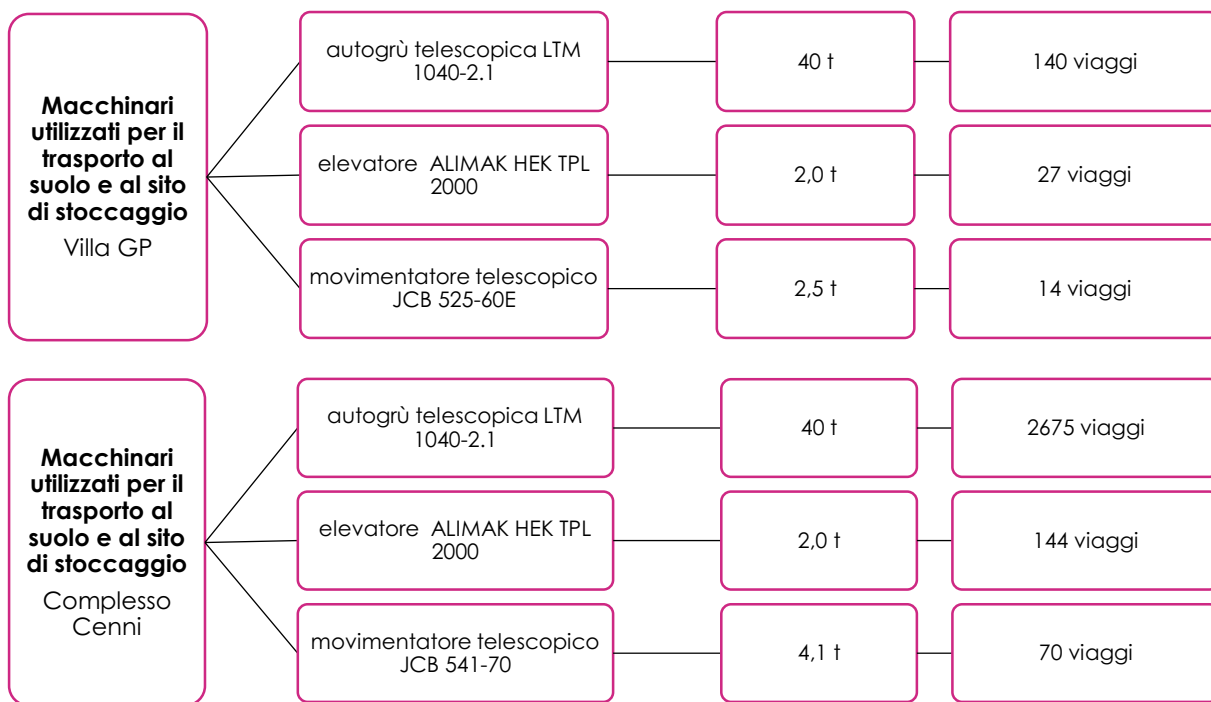 Macchinari
utilizzati per il
trasporto al
suolo e al sito
di stoccaggio
Villa GP
autogrù telescopica LTM
1040-2.1
40 t
140 viaggi
elevatore  ALIMAK HEK TPL
2000
2,0 t
27 viaggi
movimentatore telescopico
JCB 525-60E
2,5 t
14 viaggi
Macchinari
utilizzati per il
trasporto al
suolo e al sito
di stoccaggio
Complesso
Cenni
autogrù telescopica LTM
1040-2.1
40 t
2675 viaggi
elevatore  ALIMAK HEK TPL
2000
2,0 t
144 viaggi
movimentatore telescopico
JCB 541-70
4,1 t
70 viaggi